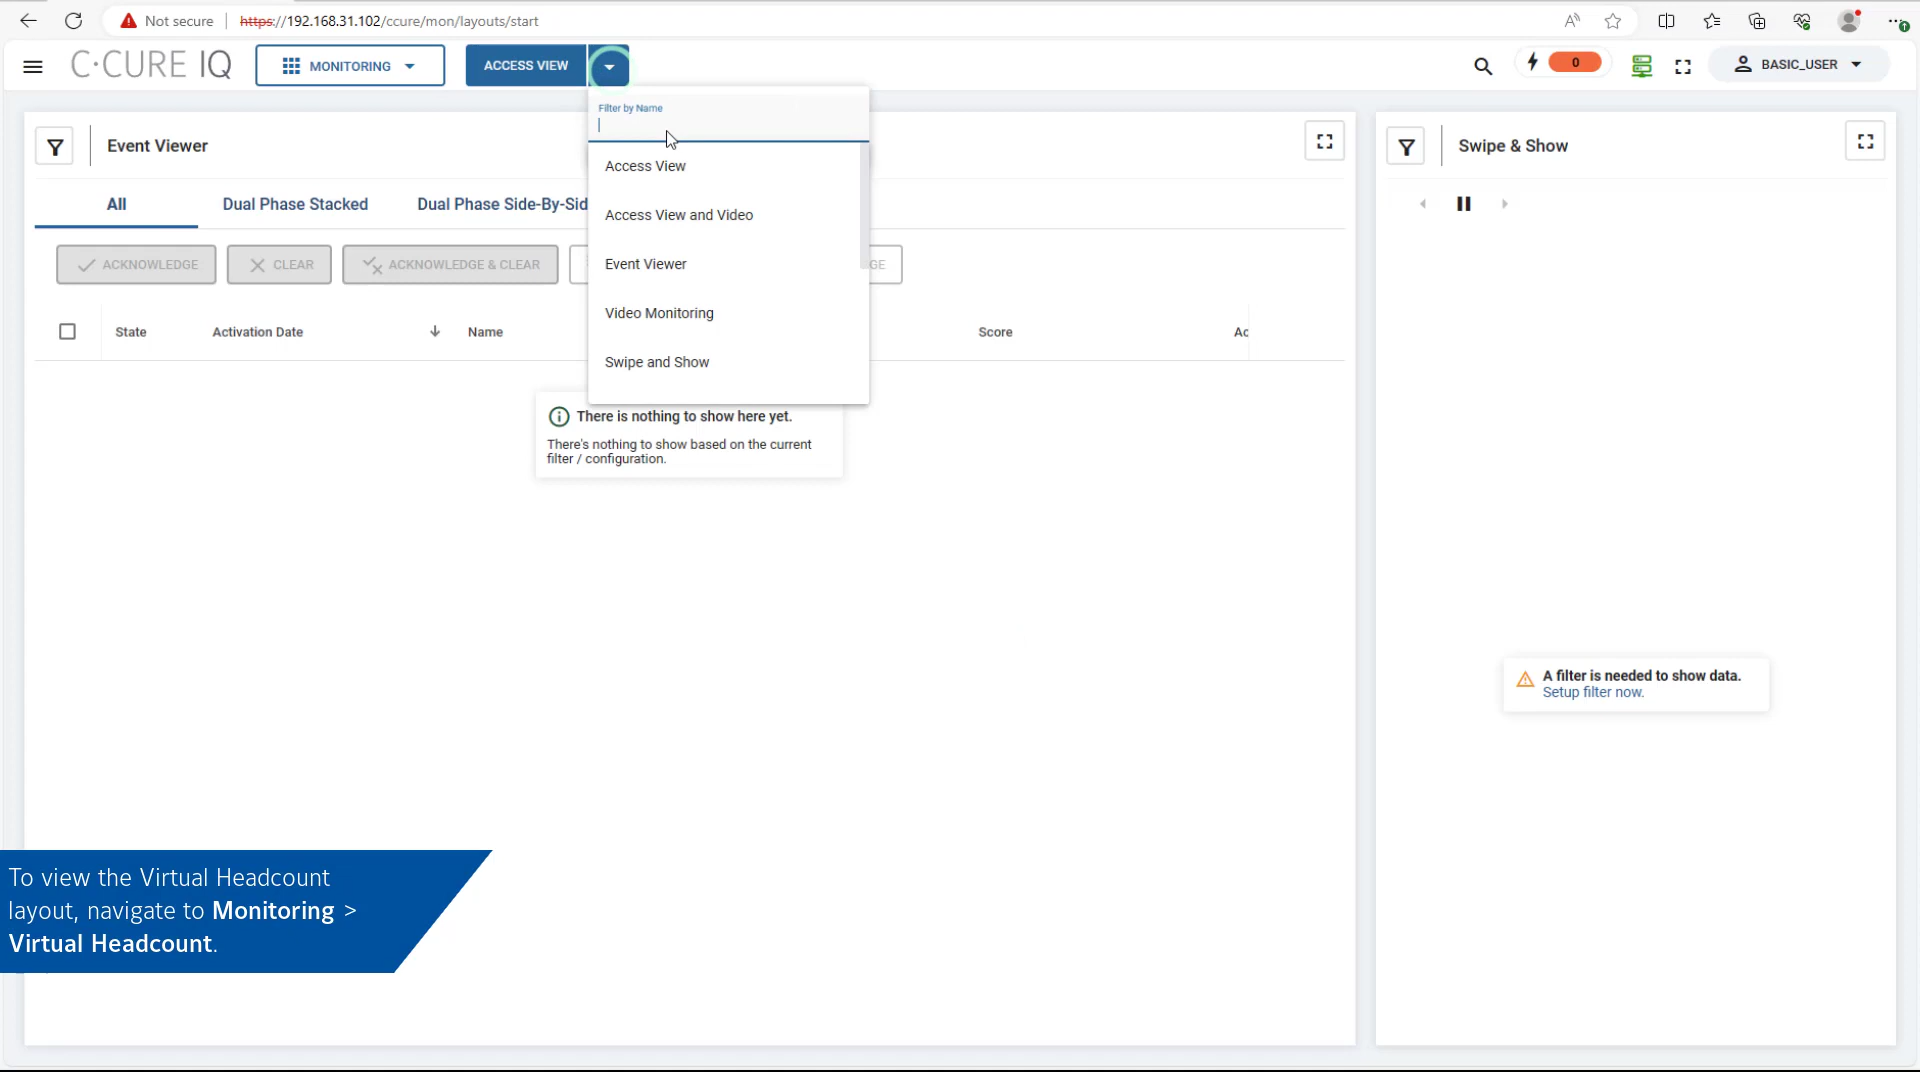 Not secure https://192.168.31.102/ccure/mon/layouts/start
C·CURE IQ MONITORING ACCESS VIEW 0 BASIC_USER
Filter by Name
Access View
Access View and Video
Event Viewer
Video Monitoring
Swipe and Show
Event Viewer
All Dual Phase Stacked Dual Phase Side-By-Sid
ACKNOWLEDGE CLEAR ACKNOWLEDGE & CLEAR GE
State Activation Date Name Score Ac
There is nothing to show here yet.
There's nothing to show based on the current
filter / configuration.
Swipe & Show
A filter is needed to show data.
Setup filter now.
To view the Virtual Headcount
layout, navigate to Monitoring >
Virtual Headcount.